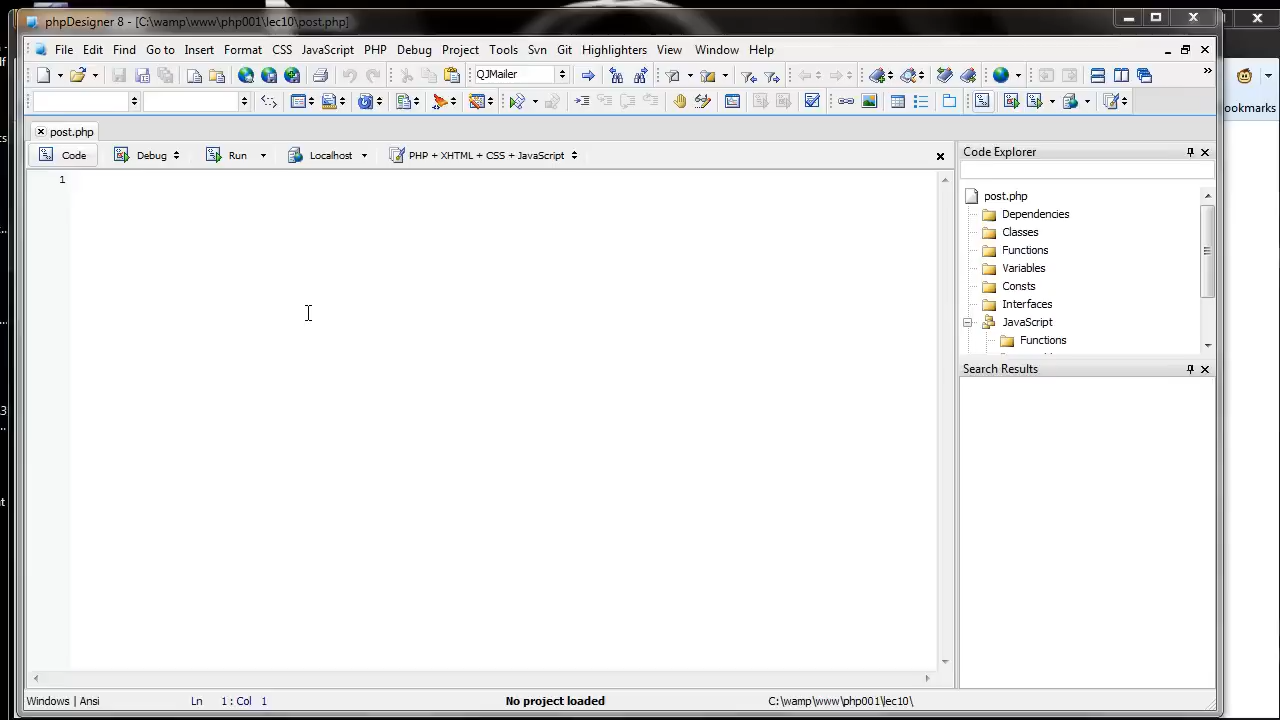 phpDesigner 8 - [C:\wamp\www\php001\lec10\post.php]
File Edit Find Go to Insert Format CSS JavaScript PHP Debug Project Tools Svn Git Highlighters View Window Help
QJMailer
ookmarks
post.php
Code Debug Run Localhost PHP + XHTML + CSS + JavaScript
Code Explorer
1
post.php
Dependencies
Classes
Functions
Variables
Consts
Interfaces
JavaScript
Functions
Search Results
Windows | Ansi Ln 1 : Col 1 No project loaded C:\wamp\www\php001\lec10\